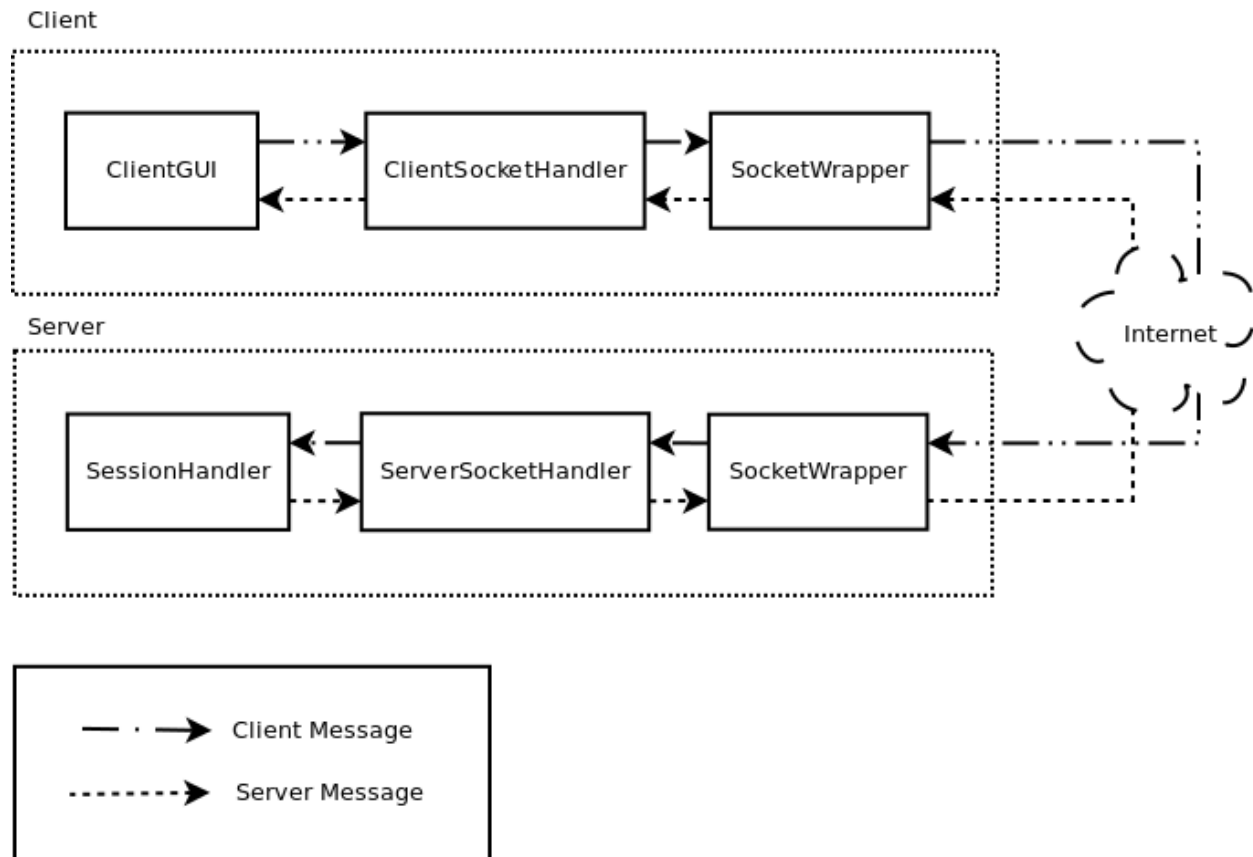 Client
ClientGUI
ClientSocketHandler
SocketWrapper
Internet
Server
SessionHandler
ServerSocketHandler
SocketWrapper
Client Message
Server Message